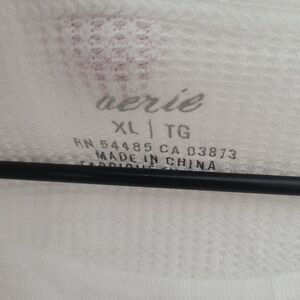 aerie
XL | TG
RN 54485 CA 03873
MADE IN CHINA